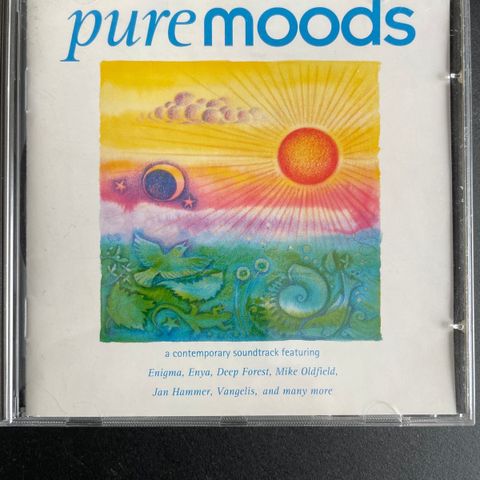 pure moods
a contemporary soundtrack featuring
Enigma, Enya, Deep Forest, Mike Oldfield,
Jan Hammer, Vangelis, and many more